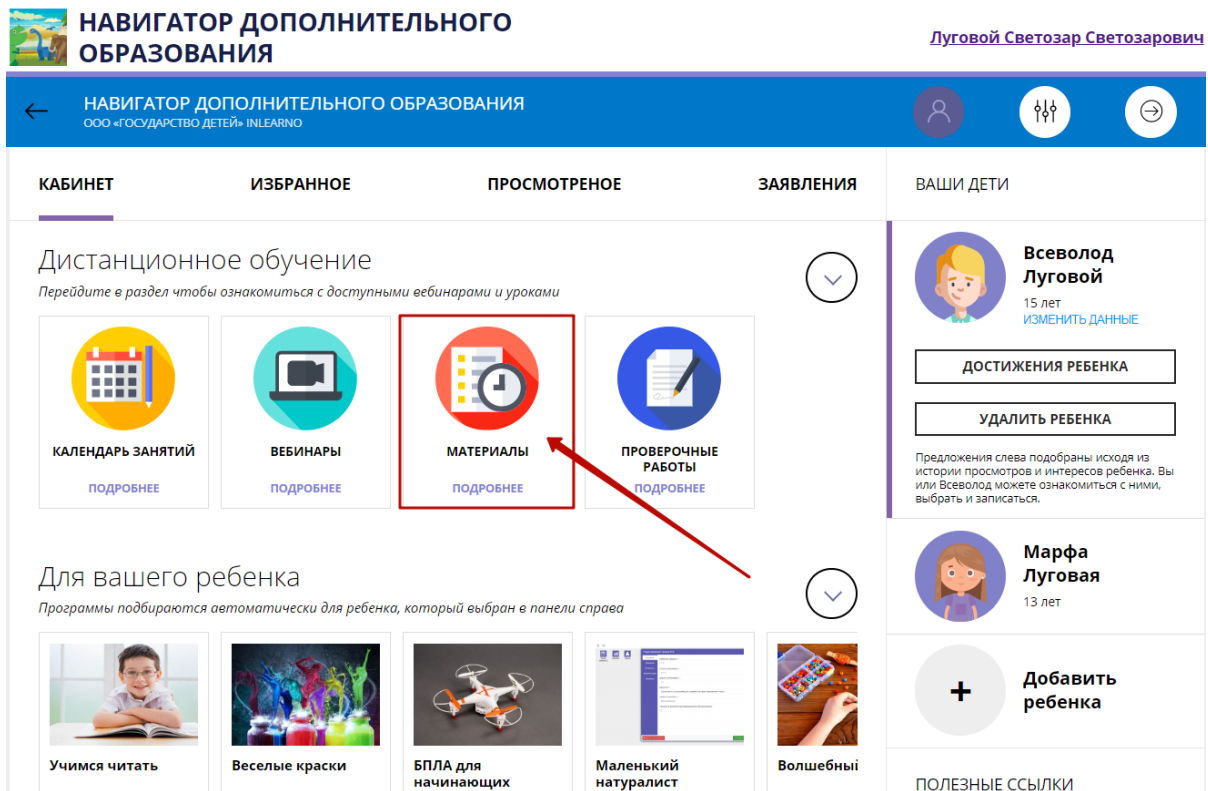 НАВИГАТОР ДОПОЛНИТЕЛЬНОГО
ОБРАЗОВАНИЯ
Луговой Светозар Светозарович
НАВИГАТОР ДОПОЛНИТЕЛЬНОГО ОБРАЗОВАНИЯ
ООО «ГОСУДАРСТВО ДЕТЕЙ» INLEARNO
КАБИНЕТ
ИЗБРАННОЕ
ПРОСМОТРЕНОЕ
ЗАЯВЛЕНИЯ
Дистанционное обучение
Перейдите в раздел чтобы ознакомиться с доступными вебинарами и уроками
КАЛЕНДАРЬ ЗАНЯТИЙ
ПОДРОБНЕЕ
ВЕБИНАРЫ
ПОДРОБНЕЕ
МАТЕРИАЛЫ
ПОДРОБНЕЕ
ПРОВЕРОЧНЫЕ
РАБОТЫ
ПОДРОБНЕЕ
Для вашего ребенка
Программы подбираются автоматически для ребенка, который выбран в панели справа
Учимся читать
Веселые краски
БПЛА для
начинающих
Маленький
натуралист
Волшебны
ВАШИ ДЕТИ
Всеволод
Луговой
15 лет
ИЗМЕНИТЬ ДАННЫЕ
ДОСТИЖЕНИЯ РЕБЕНКА
УДАЛИТЬ РЕБЕНКА
Предложения слева подобраны исходя из
истории просмотров и интересов ребенка. Вы
или Всеволод можете ознакомиться с ними,
выбрать и записаться.
Марфа
Луговая
13 лет
+
Добавить
ребенка
ПОЛЕЗНЫЕ ССЫЛКИ